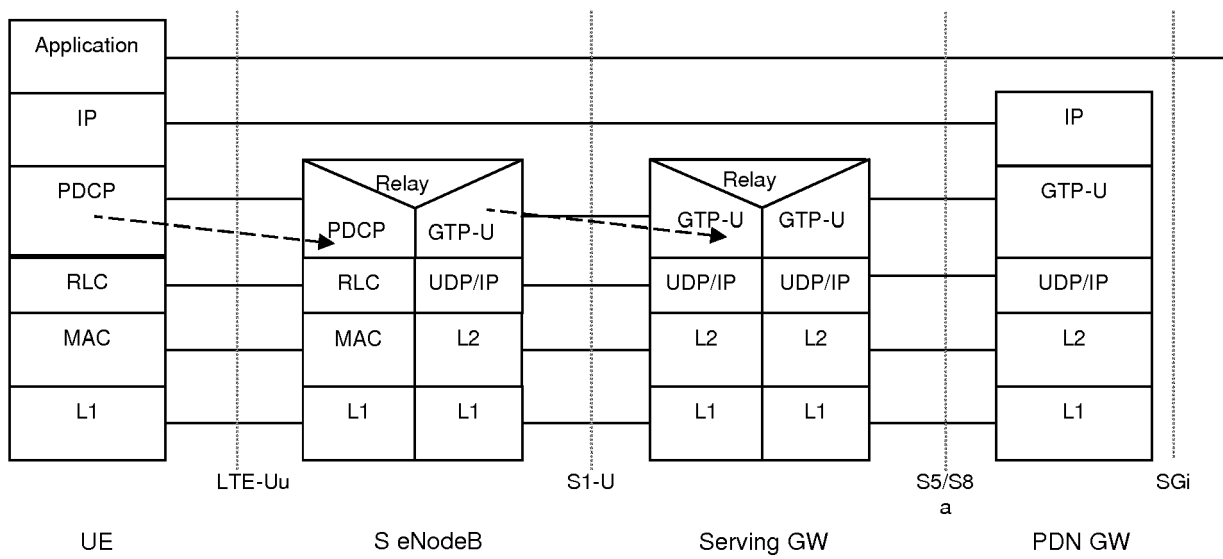 Application
IP
IP
PDCP
Relay
Relay
GTP-U
PDCP
GTP-U
GTP-U
GTP-U
RLC
RLC
UDP/IP
UDP/IP
UDP/IP
UDP/IP
MAC
MAC
L2
L2
L2
L2
L1
L1
L1
L1
L1
L1
LTE-Uu
S1-U
S5/S8
a
SGi
UE
S eNodeB
Serving GW
PDN GW